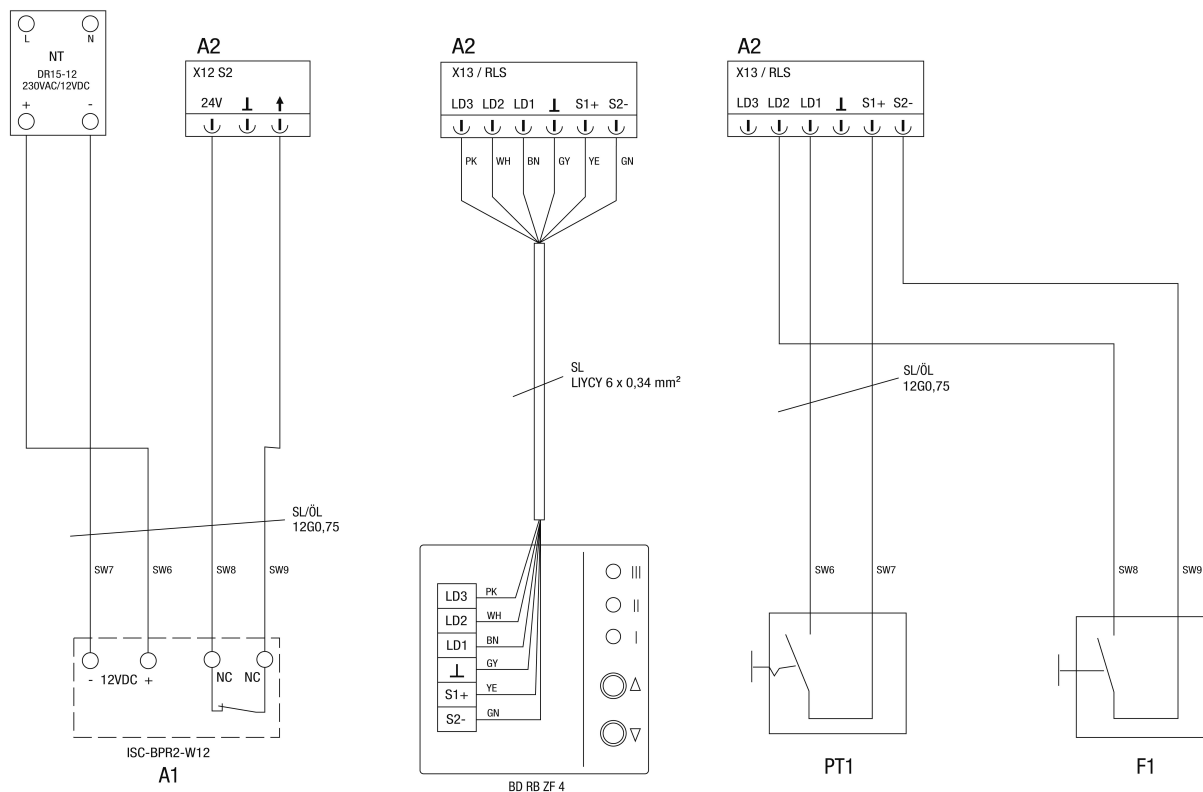 L N
NT
DR15-12
230VAC/12VDC
+ -
A2
X12 S2
24V ⊥ ↑
SL/ÖL
12G0,75
SW7 SW6 SW8 SW9
- 12VDC + NC NC
ISC-BPR2-W12
A1
A2
X13 / RLS
LD3 LD2 LD1 ⊥ S1+ S2-
PK WH BN GY YE GN
SL
LIYCY 6 x 0,34 mm²
LD3 PK
LD2 WH
LD1 BN
⊥ GY
S1+ YE
S2- GN
III
II
I
BD RB ZF 4
A2
X13 / RLS
LD3 LD2 LD1 ⊥ S1+ S2-
SL/ÖL
12G0,75
SW6 SW7 SW8 SW9
PT1
F1